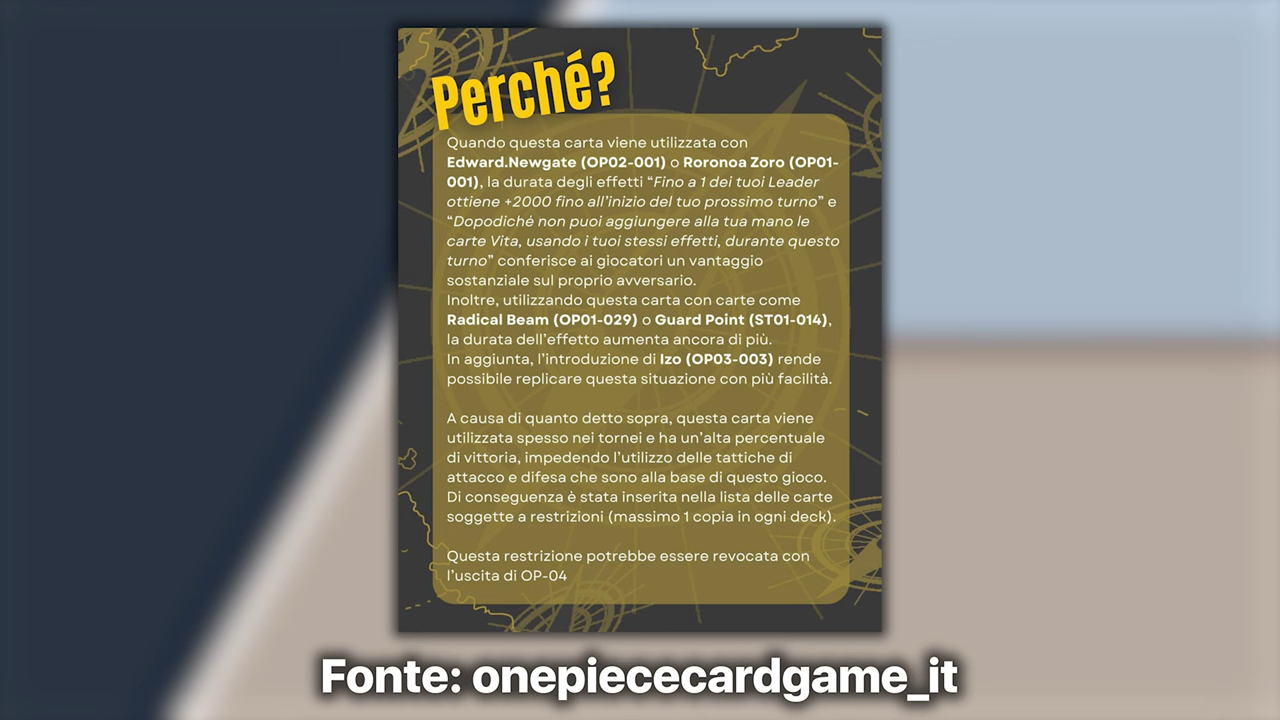 Perché?
Quando questa carta viene utilizzata con
Edward.Newgate (OP02-001) o Roronoa Zoro (OP01-
001), la durata degli effetti “Fino a 1 dei tuoi Leader
ottiene +2000 fino all’inizio del tuo prossimo turno” e
“Dopodiché non puoi aggiungere alla tua mano le
carte Vita, usando i tuoi stessi effetti, durante questo
turno” conferisce ai giocatori un vantaggio
sostanziale sul proprio avversario.
Inoltre, utilizzando questa carta con carte come
Radical Beam (OP01-029) o Guard Point (ST01-014),
la durata dell’effetto aumenta ancora di più.
In aggiunta, l’introduzione di Izo (OP03-003) rende
possibile replicare questa situazione con più facilità.
A causa di quanto detto sopra, questa carta viene
utilizzata spesso nei tornei e ha un’alta percentuale
di vittoria, impedendo l’utilizzo delle tattiche di
attacco e difesa che sono alla base di questo gioco.
Di conseguenza è stata inserita nella lista delle carte
soggette a restrizioni (massimo 1 copia in ogni deck).
Questa restrizione potrebbe essere revocata con
l’uscita di OP-04
Fonte: onepiececardgame_it